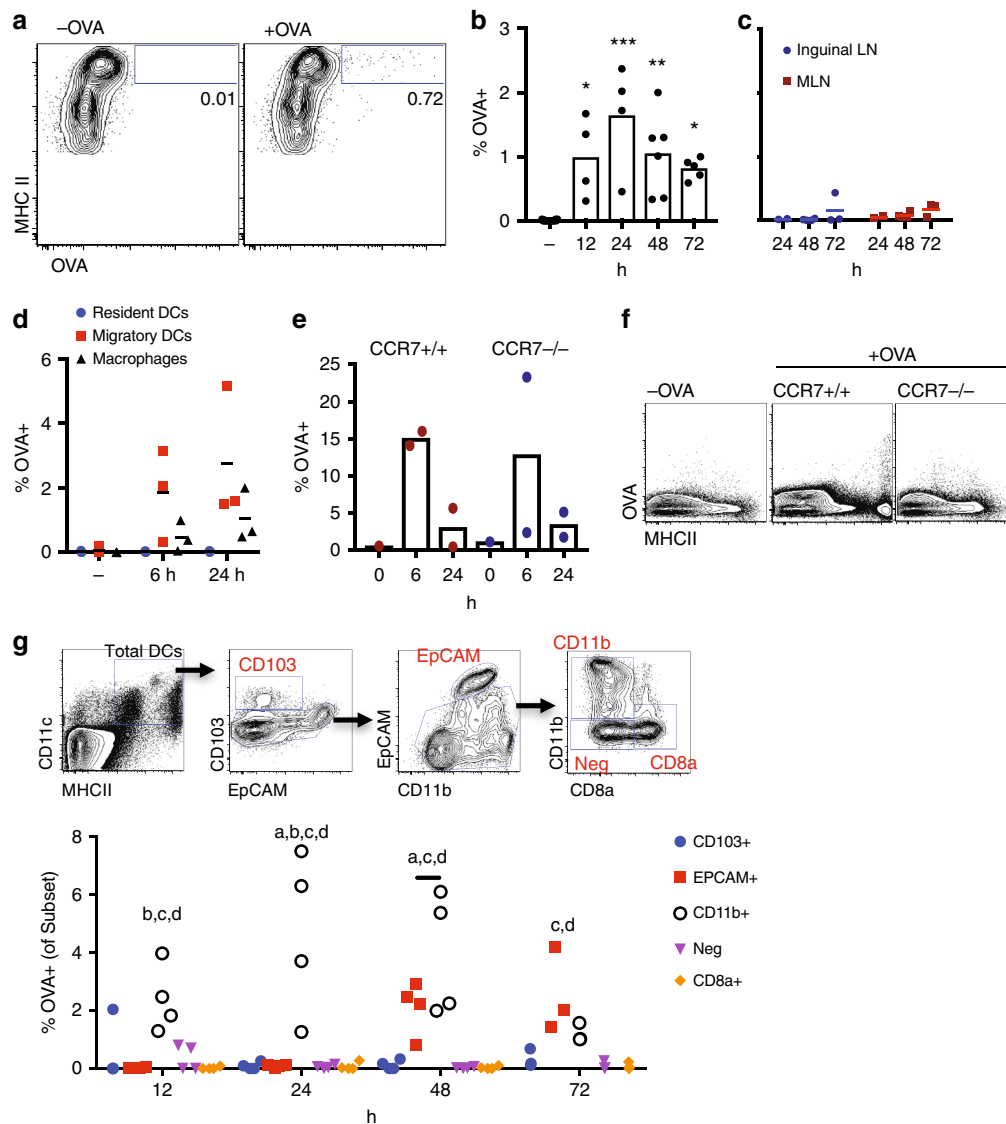 a
–OVA
+OVA
0.01
0.72
MHC II
OVA
b
% OVA+
3
2
1
0
*
***
**
*
– 12 24 48 72
h
c
Inguinal LN
MLN
24 48 72 24 48 72
h
d
Resident DCs
Migratory DCs
Macrophages
% OVA+
6
4
2
0
– 6 h 24 h
e
CCR7+/+ CCR7–/–
% OVA+
25
20
15
10
5
0
0 6 24 0 6 24
h
f
+OVA
–OVA CCR7+/+ CCR7–/–
OVA
MHCII
g
Total DCs
CD11c
MHCII
CD103
CD103
EpCAM
EpCAM
EpCAM
CD11b
CD11b
CD11b
Neg CD8a
CD8a
% OVA+ (of Subset)
8
6
4
2
0
b,c,d
a,b,c,d
a,c,d
c,d
12 24 48 72
h
CD103+
EPCAM+
CD11b+
Neg
CD8a+